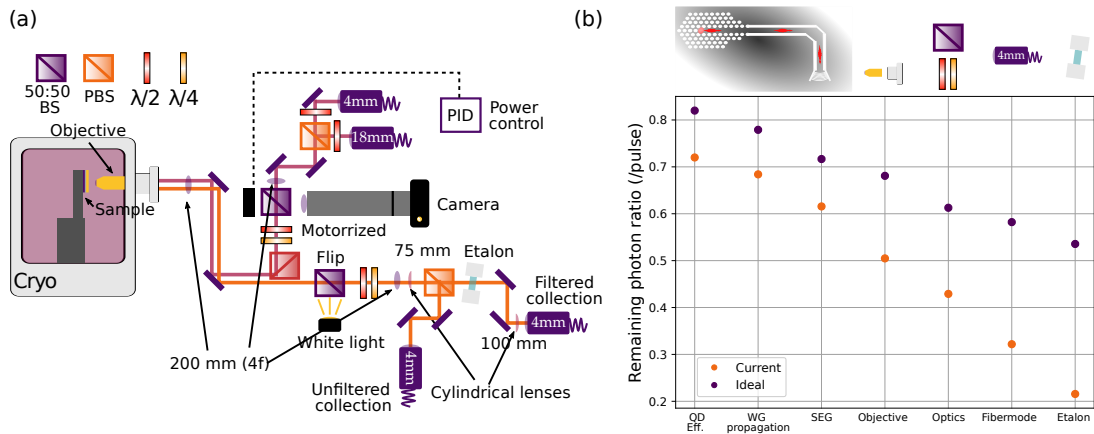 (a)
50:50
BS
PBS
λ/2
λ/4
Objective
Sample
Cryo
4mm
18mm
PID
Power
control
Camera
Motorized
Flip
75 mm
Etalon
Filtered
collection
4mm
100 mm
White light
200 mm (4f)
4mm
Unfiltered
collection
Cylindrical lenses
(b)
4mm
Remaining photon ratio (/pulse)
0.8
0.7
0.6
0.5
0.4
0.3
0.2
Current
Ideal
QD
Eff.
WG
propagation
SEG
Objective
Optics
Fibermode
Etalon